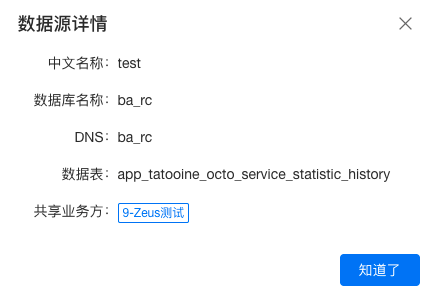 数据源详情
中文名称：test
数据库名称：ba_rc
DNS：ba_rc
数据表：app_tatooine_octo_service_statistic_history
共享业务方：9-Zeus测试
知道了